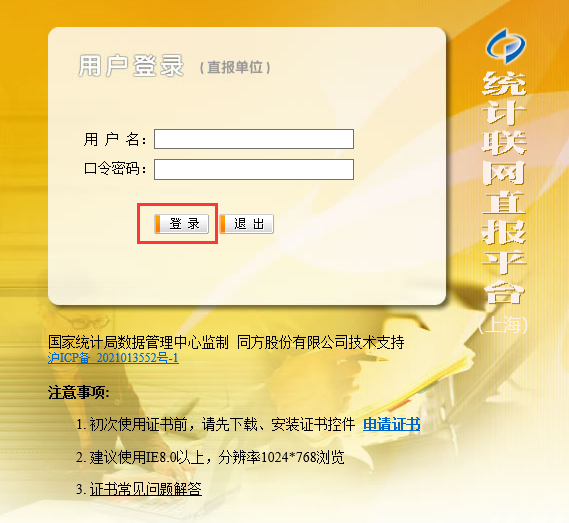 用户登录 (直报单位)
用 户 名:
口令密码:
登 录 退 出
统计联网直报平台
(上海)
国家统计局数据管理中心监制 同方股份有限公司技术支持
沪ICP备 2021013552号-1
注意事项:
1. 初次使用证书前，请先下载、安装证书控件 申请证书
2. 建议使用IE8.0以上，分辨率1024*768浏览
3. 证书常见问题解答